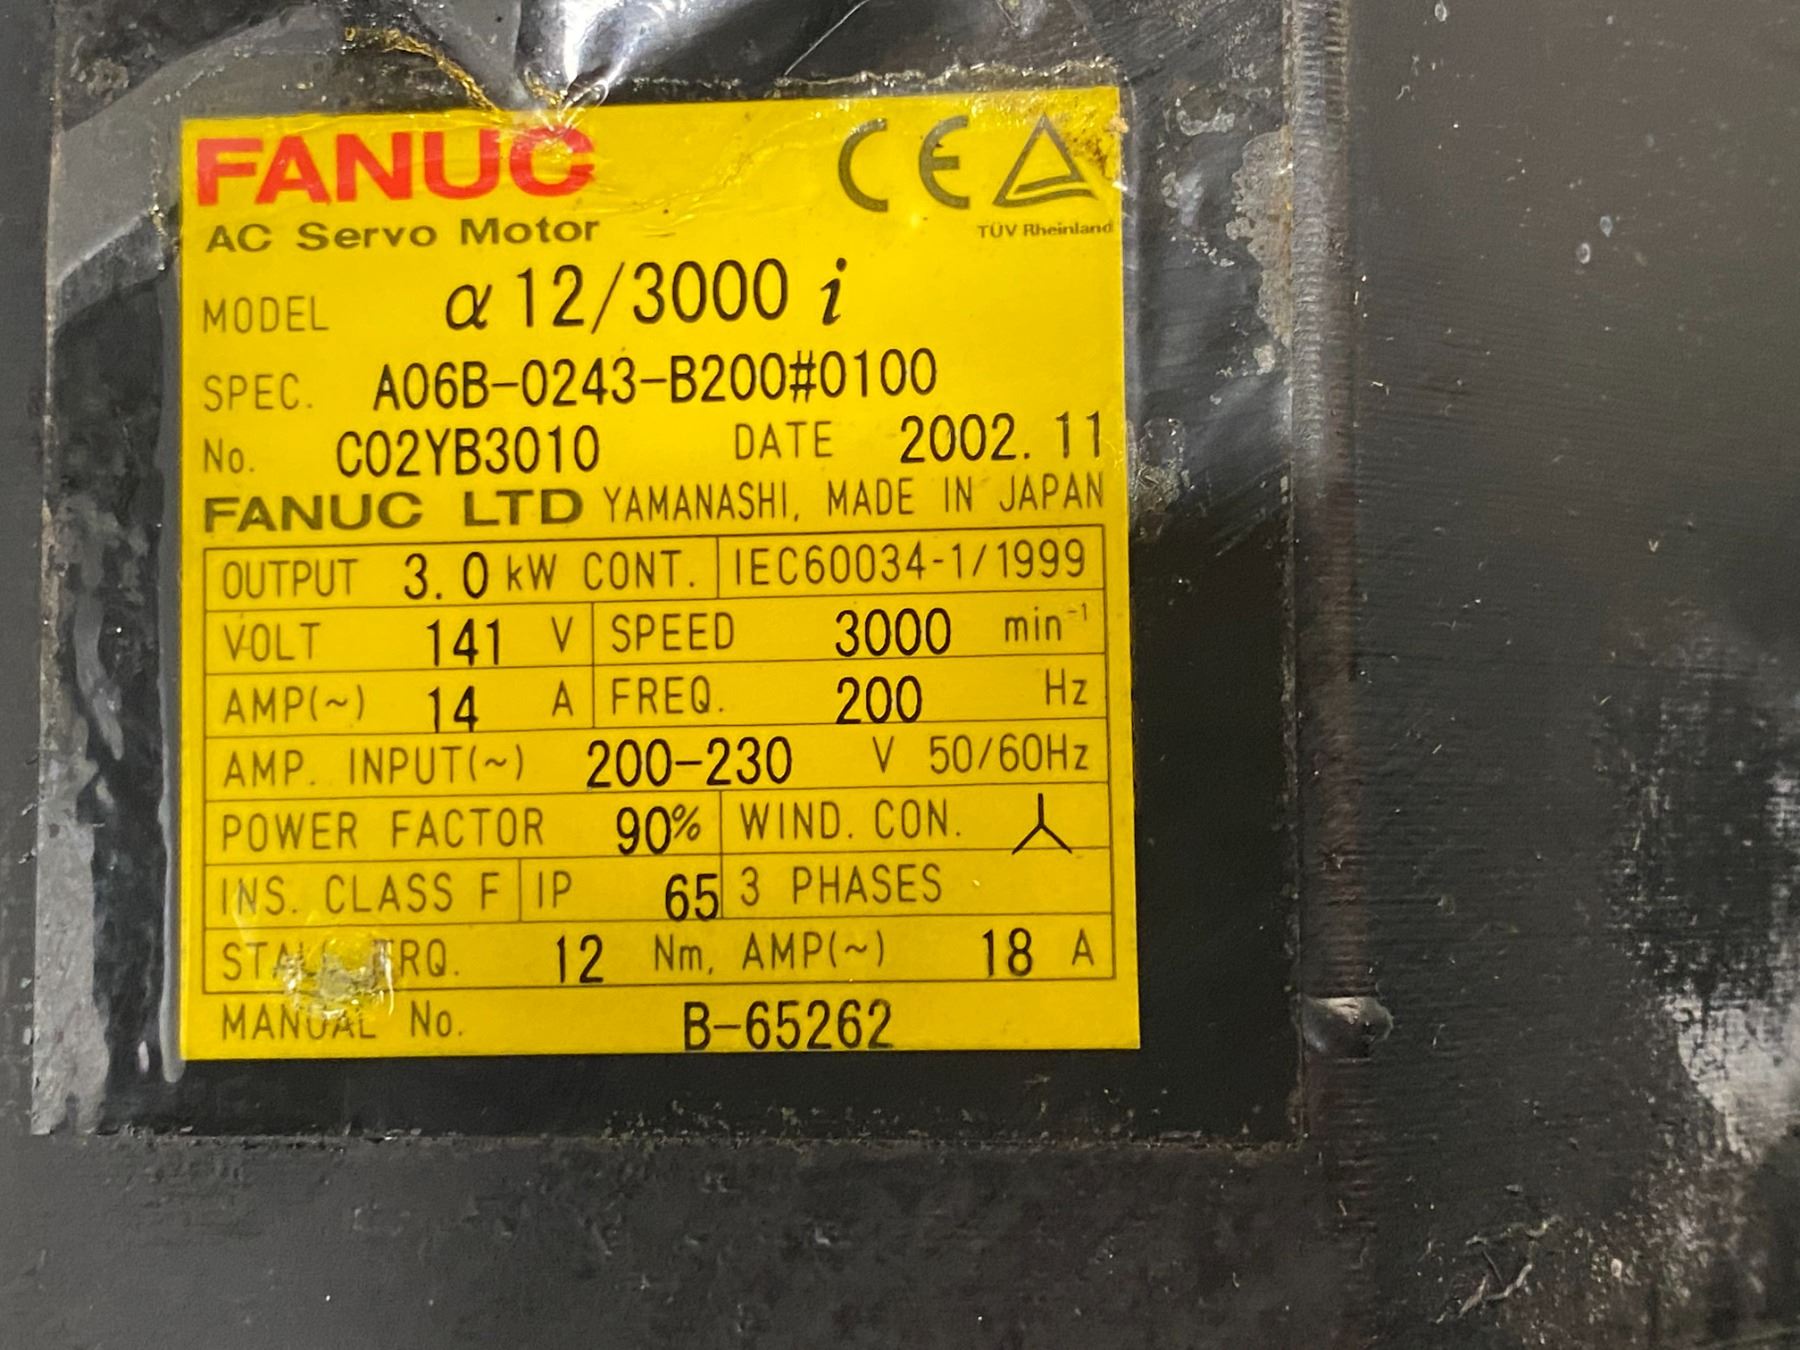 FANUC CE
AC Servo Motor TÜV Rheinland
MODEL α12/3000 i
SPEC. A06B-0243-B200#0100
No. C02YB3010 DATE 2002.11
FANUC LTD YAMANASHI, MADE IN JAPAN
OUTPUT 3.0 kW CONT. IEC60034-1/1999
VOLT 141 V SPEED 3000 min⁻¹
AMP(~) 14 A FREQ. 200 Hz
AMP. INPUT(~) 200-230 V 50/60Hz
POWER FACTOR 90% WIND. CON.
INS. CLASS F IP 65 3 PHASES
12 Nm, AMP(~) 18 A
MANUAL No. B-65262